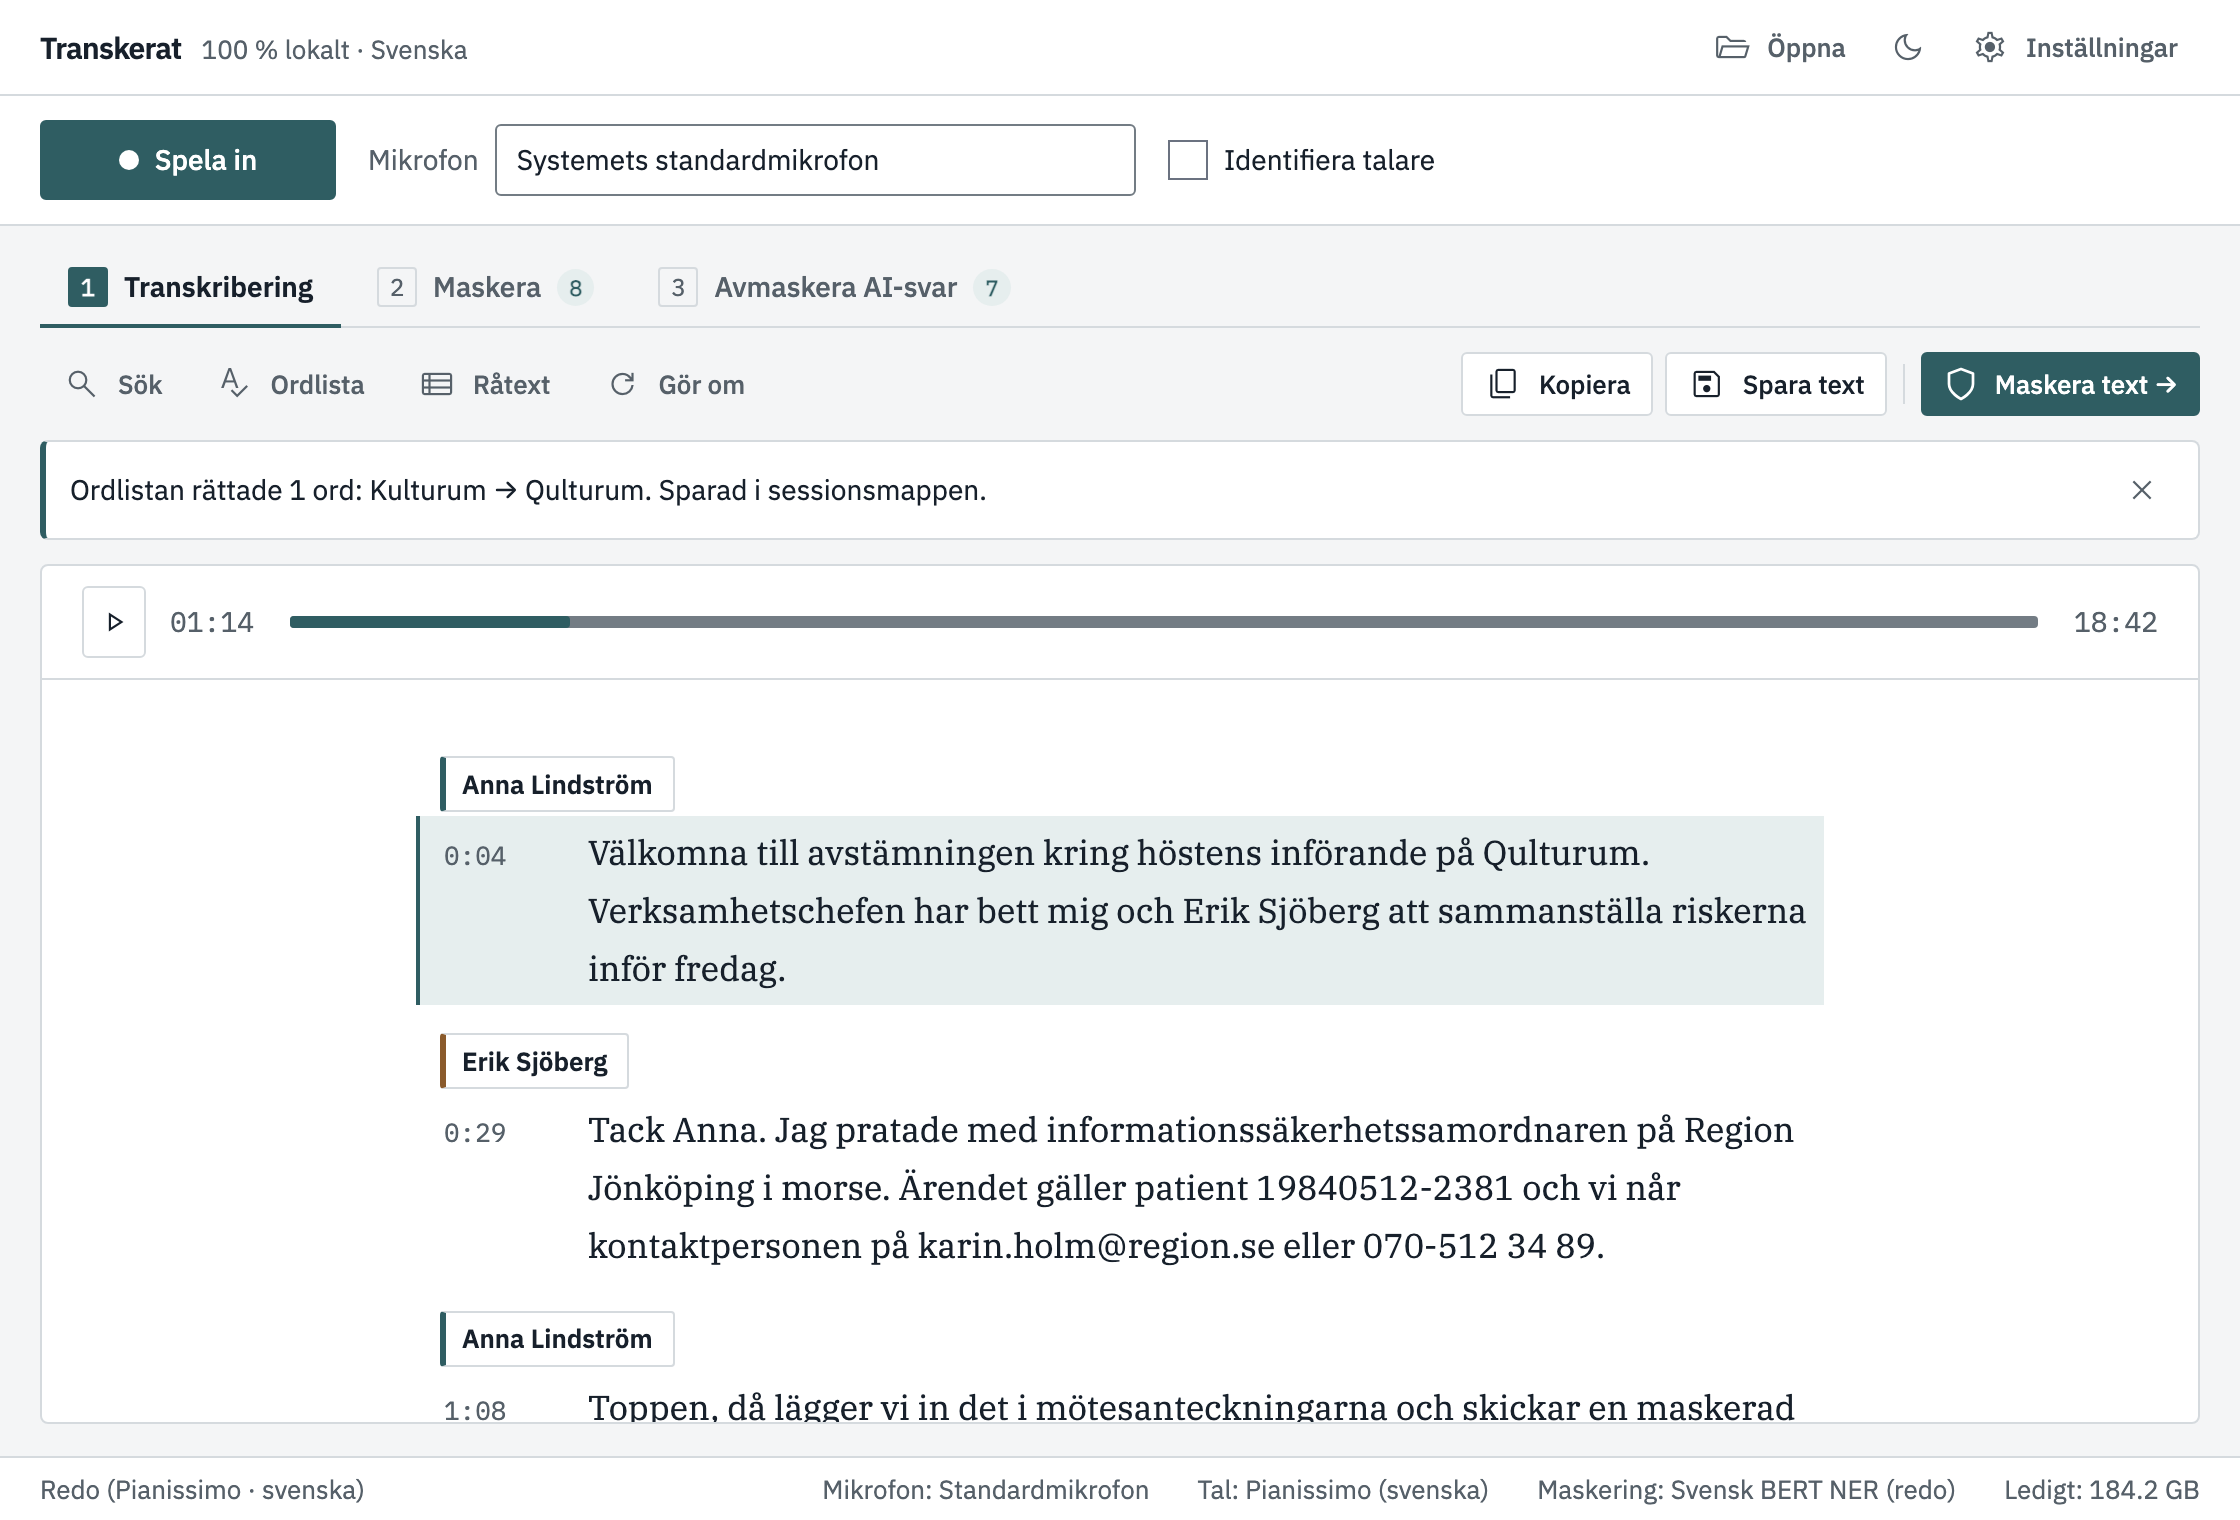 Transkerat 100 % lokalt · Svenska
Öppna
Inställningar
Spela in
Mikrofon
Systemets standardmikrofon
Identifiera talare
1 Transkribering
2 Maskera 8
3 Avmaskera AI-svar 7
Sök
Ordlista
Råtext
Gör om
Kopiera
Spara text
Maskera text →
Ordlistan rättade 1 ord: Kulturum → Qulturum. Sparad i sessionsmappen.
01:14
18:42
Anna Lindström
0:04
Välkomna till avstämningen kring höstens införande på Qulturum.
Verksamhetschefen har bett mig och Erik Sjöberg att sammanställa riskerna
inför fredag.
Erik Sjöberg
0:29
Tack Anna. Jag pratade med informationssäkerhetssamordnaren på Region
Jönköping i morse. Ärendet gäller patient 19840512-2381 och vi når
kontaktpersonen på karin.holm@region.se eller 070-512 34 89.
Anna Lindström
1:08
Toppen, då lägger vi in det i mötesanteckningarna och skickar en maskerad
Redo (Pianissimo · svenska)
Mikrofon: Standardmikrofon
Tal: Pianissimo (svenska)
Maskering: Svensk BERT NER (redo)
Ledigt: 184.2 GB